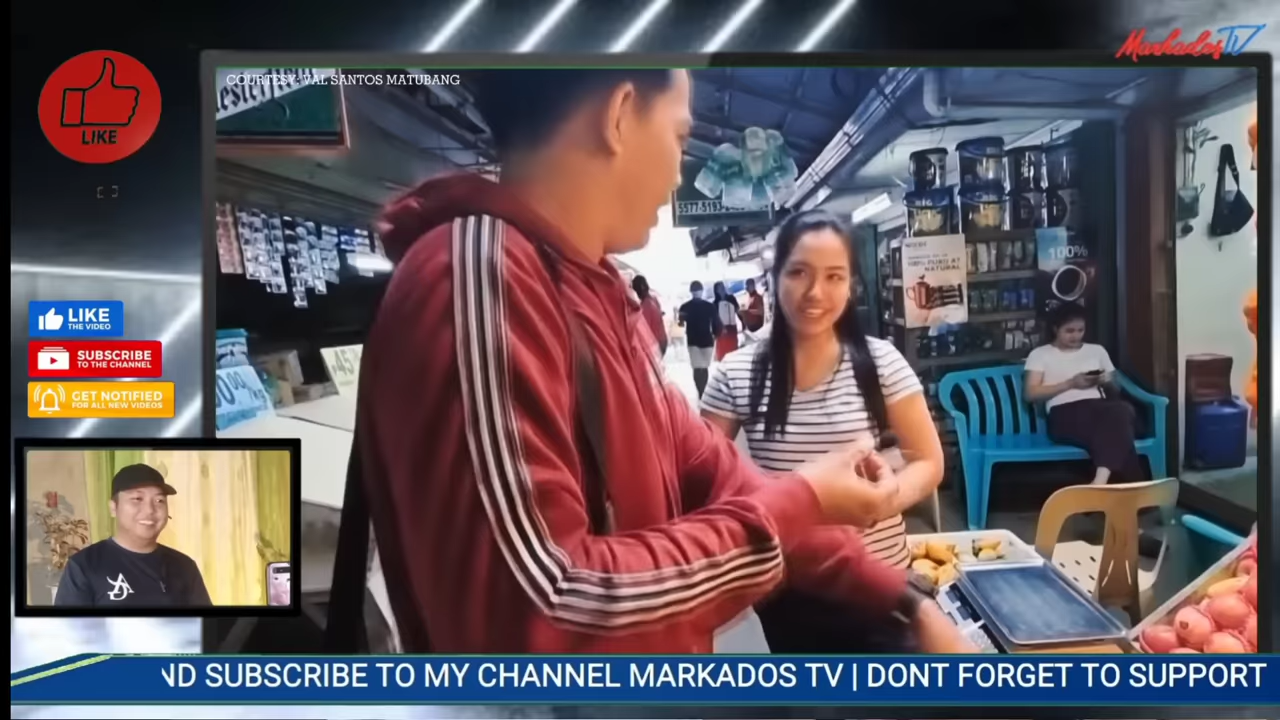 MarkadosTV
COURTESY: VAL SANTOS MATUBANG
LIKE
5577-5193
100%
100% PURO AT
NATURAL
LIKE
THE VIDEO
SUBSCRIBE
TO THE CHANNEL
GET NOTIFIED
FOR ALL NEW VIDEOS
ND SUBSCRIBE TO MY CHANNEL MARKADOS TV | DONT FORGET TO SUPPORT